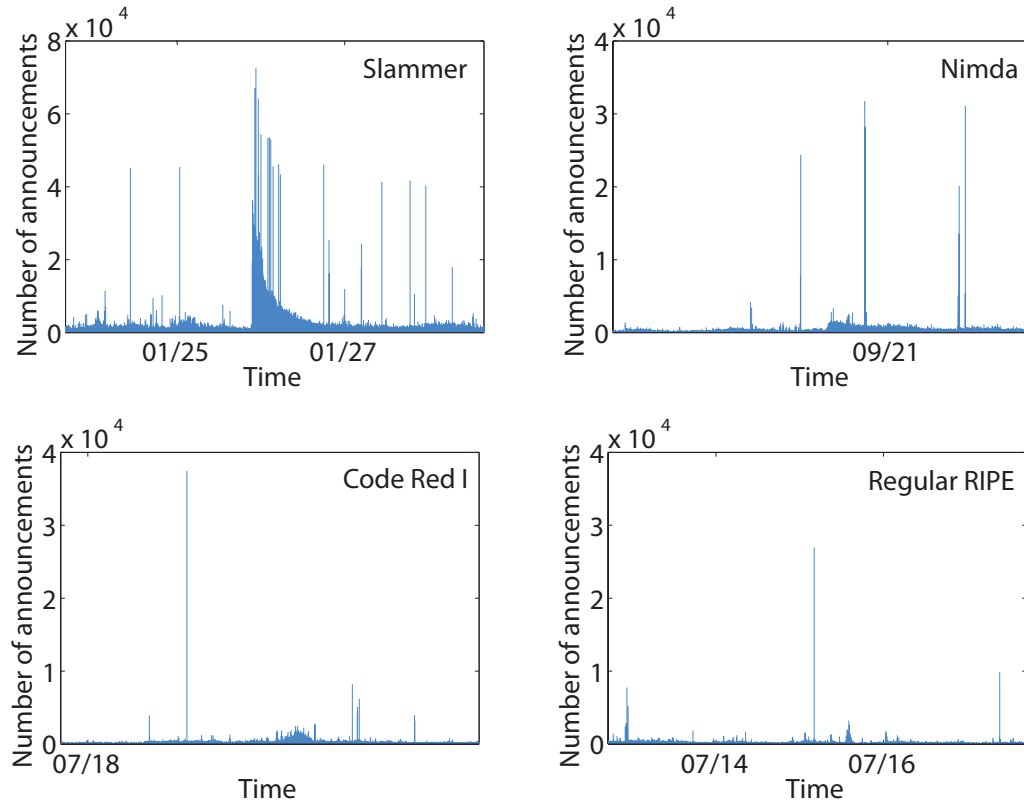 x 10 4
8
6
4
2
0
Number of announcements
Slammer
01/25 01/27
Time
x 10 4
4
3
2
1
0
Number of announcements
Nimda
09/21
Time
x 10 4
4
3
2
1
0
Number of announcements
Code Red I
07/18
Time
x 10 4
4
3
2
1
0
Number of announcements
Regular RIPE
07/14 07/16
Time